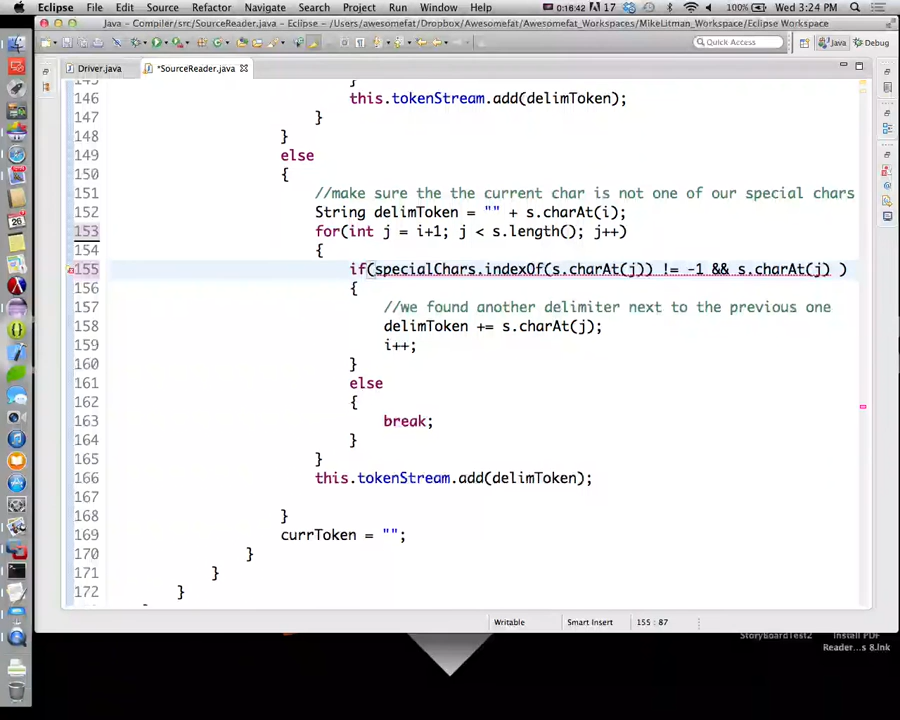 Eclipse File Edit Source Refactor Navigate Search Project Run Window Help 0:16:42 17 100% Wed 3:24 PM
Java - Compiler/src/SourceReader.java - Eclipse - /Users/awesomefat/Dropbox/Awesomefat_Workspaces/MikeLitman_Workspace/Eclipse Workspace
Quick Access Java Debug
Driver.java *SourceReader.java
145 }
146 this.tokenStream.add(delimToken);
147 }
148 }
149 else
150 {
151 //make sure the the current char is not one of our special chars
152 String delimToken = "" + s.charAt(i);
153 for(int j = i+1; j < s.length(); j++)
154 {
155 if(specialChars.indexOf(s.charAt(j)) != -1 && s.charAt(j) )
156 {
157 //we found another delimiter next to the previous one
158 delimToken += s.charAt(j);
159 i++;
160 }
161 else
162 {
163 break;
164 }
165 }
166 this.tokenStream.add(delimToken);
167
168 }
169 currToken = "";
170 }
171 }
172 }
Writable Smart Insert 155 : 87
StoryBoardTest2 Install PDF
Reader...s 8.lnk